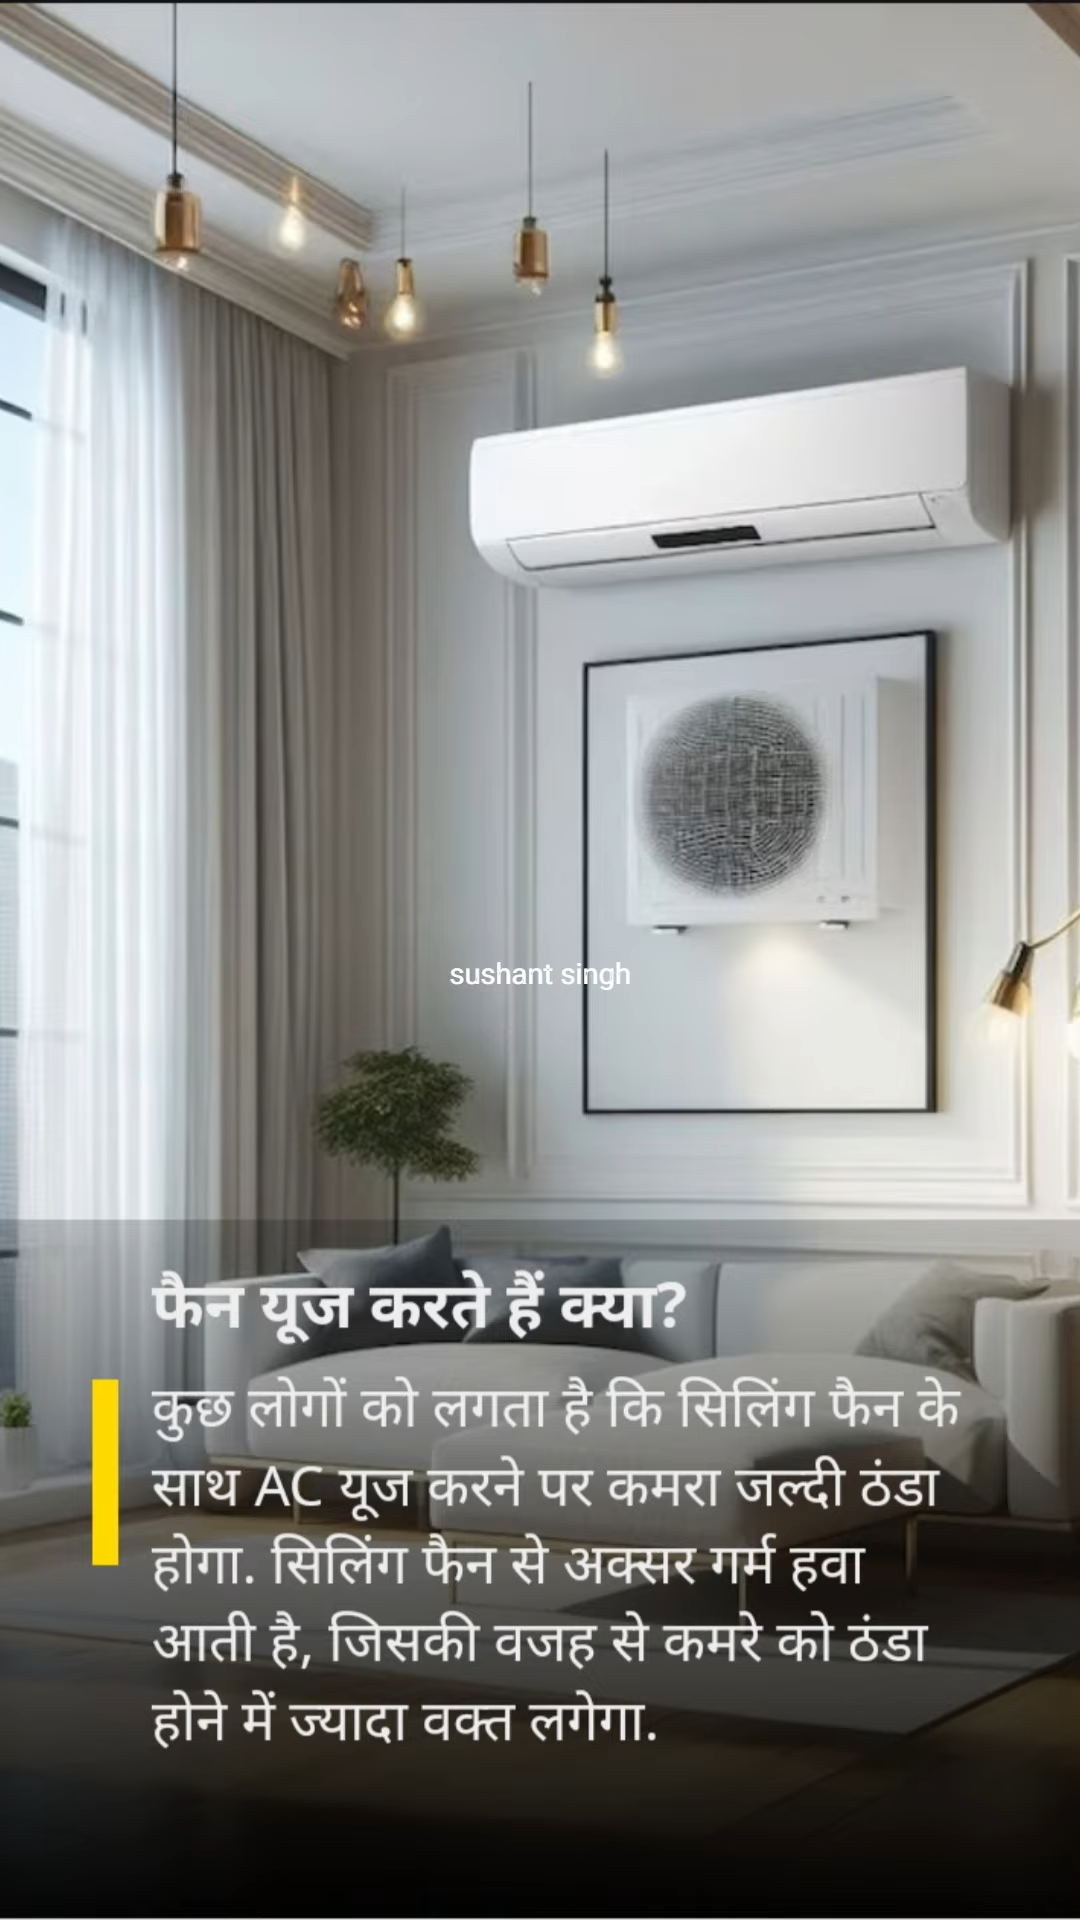 sushant singh
फैन यूज करते हैं क्या?
कुछ लोगों को लगता है कि सिलिंग फैन के
साथ AC यूज करने पर कमरा जल्दी ठंडा
होगा. सिलिंग फैन से अक्सर गर्म हवा
आती है, जिसकी वजह से कमरे को ठंडा
होने में ज्यादा वक्त लगेगा.